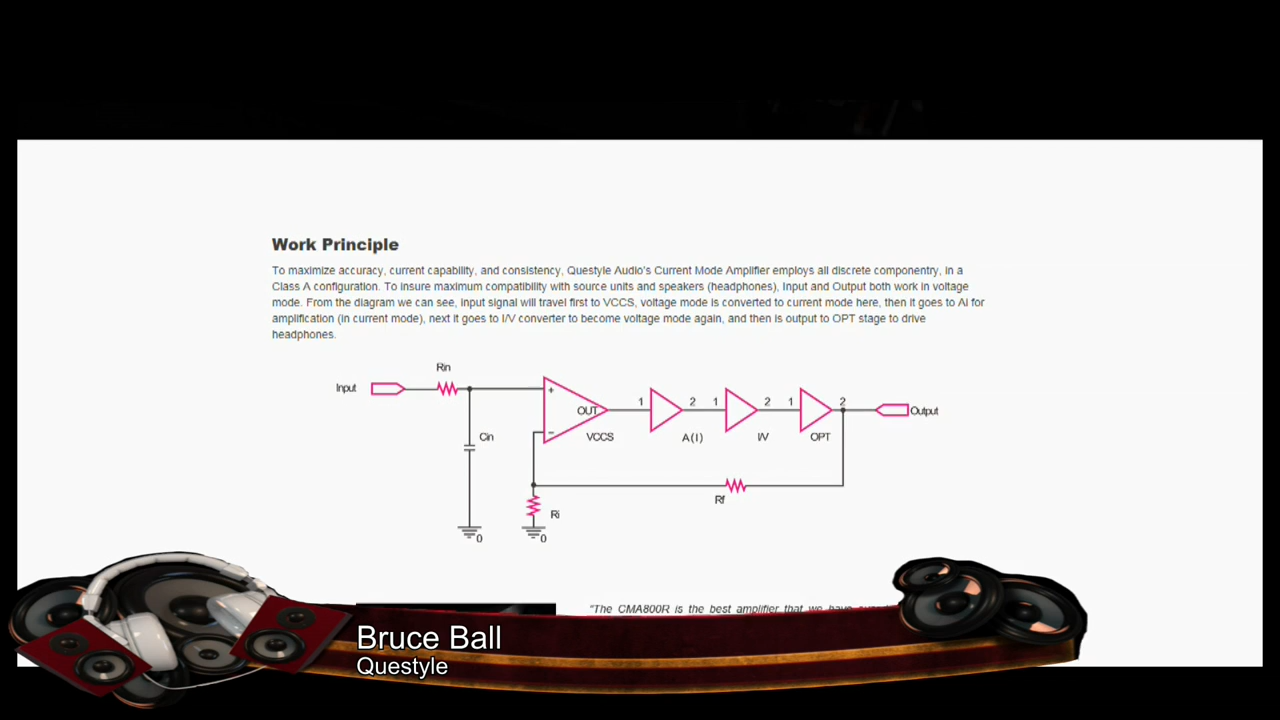 Work Principle
To maximize accuracy, current capability, and consistency, Questyle Audio's Current Mode Amplifier employs all discrete componentry, in a
Class A configuration. To insure maximum compatibility with source units and speakers (headphones), Input and Output both work in voltage
mode. From the diagram we can see, input signal will travel first to VCCS, voltage mode is converted to current mode here, then it goes to AI for
amplification (in current mode), next it goes to I/V converter to become voltage mode again, and then is output to OPT stage to drive
headphones.
Rin
Input
+
OUT
1
2
1
2
1
2
Output
Cin
−
VCCS
A(I)
I/V
OPT
Rf
Ri
0
0
"The CMA800R is the best amplifier that we have
Bruce Ball
Questyle